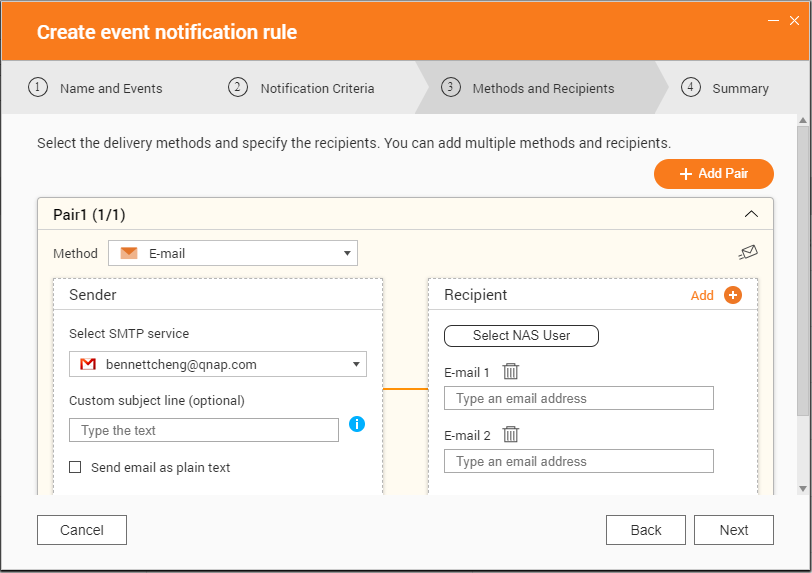 Create event notification rule
1 Name and Events 2 Notification Criteria 3 Methods and Recipients 4 Summary
Select the delivery methods and specify the recipients. You can add multiple methods and recipients.
+ Add Pair
Pair1 (1/1)
Method E-mail
Sender
Select SMTP service
bennettcheng@qnap.com
Custom subject line (optional)
Type the text
Send email as plain text
Recipient Add
Select NAS User
E-mail 1
Type an email address
E-mail 2
Type an email address
Cancel Back Next